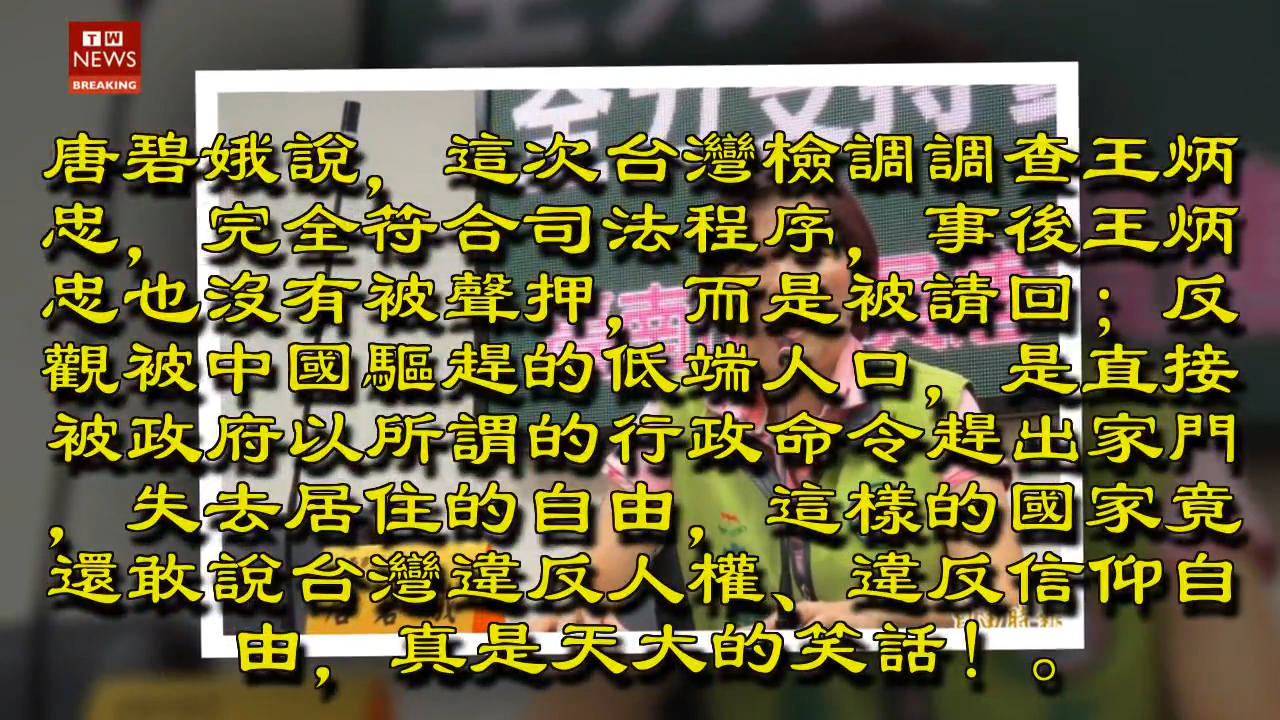 TW
NEWS
BREAKING
唐碧娥說，這次台灣檢調調查王炳
忠，完全符合司法程序，事後王炳
忠也沒有被聲押，而是被請回；反
觀被中國驅趕的低端人口，是直接
被政府以所謂的行政命令趕出家門
，失去居住的自由，這樣的國家竟
還敢說台灣違反人權、違反信仰自
由，真是天大的笑話！。